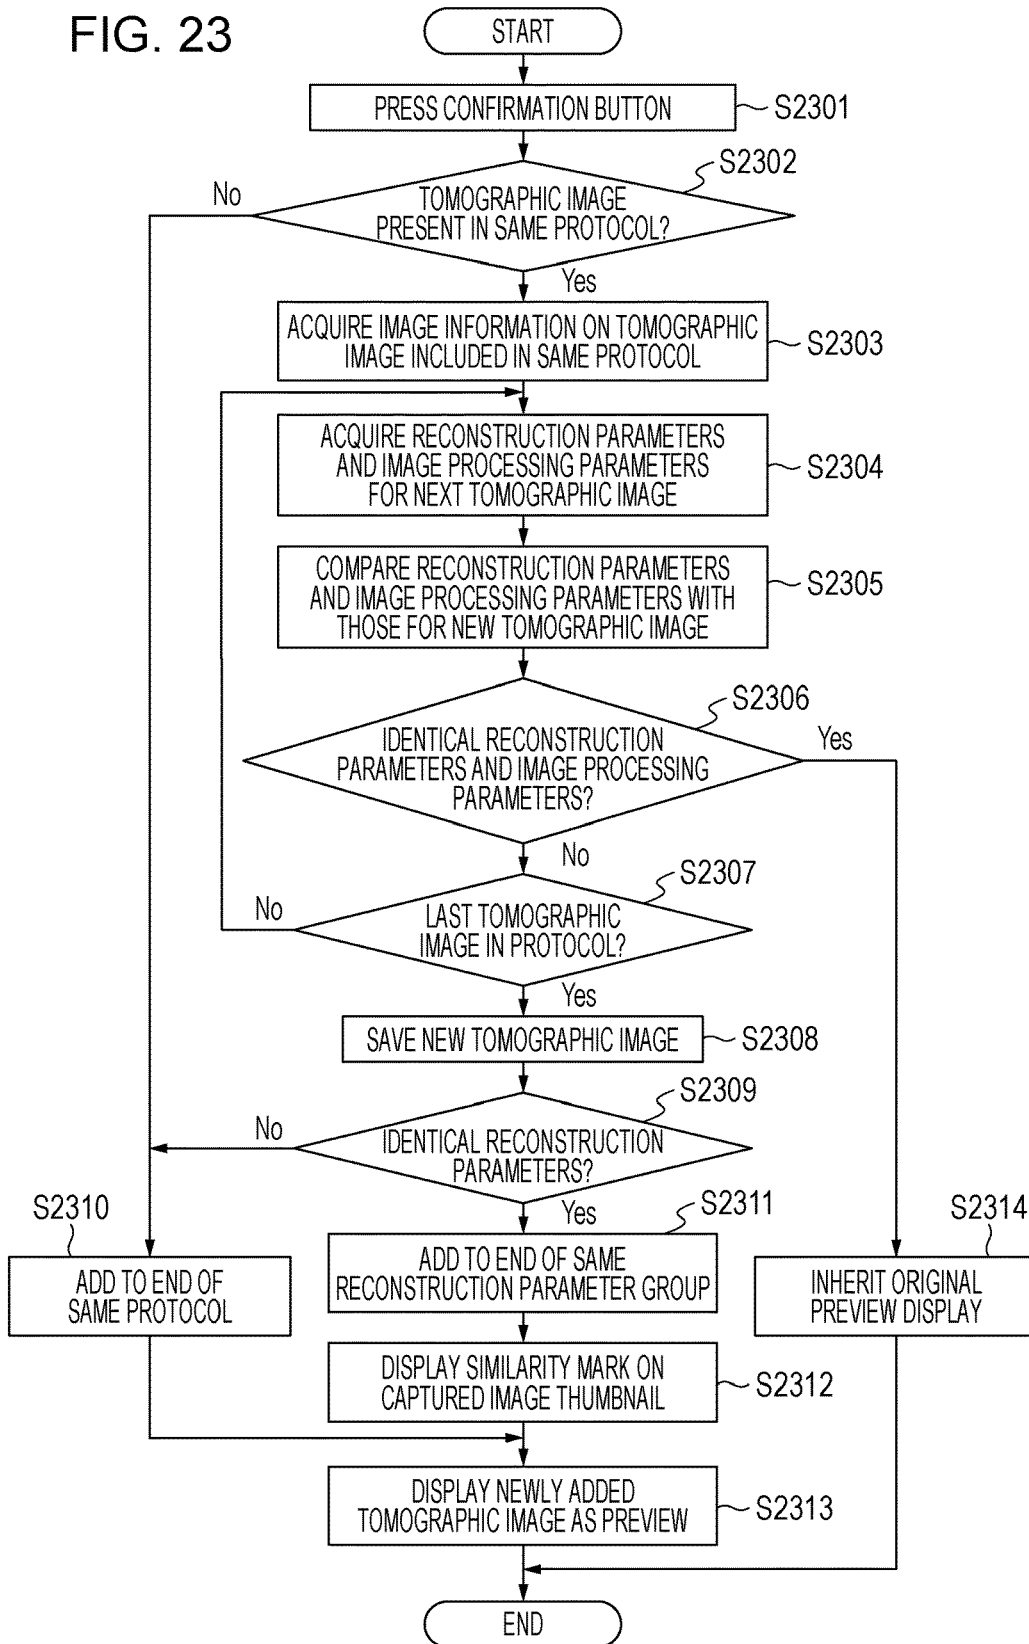 FIG. 23
START
PRESS CONFIRMATION BUTTON
S2301
S2302
No
TOMOGRAPHIC IMAGE
PRESENT IN SAME PROTOCOL?
Yes
ACQUIRE IMAGE INFORMATION ON TOMOGRAPHIC
IMAGE INCLUDED IN SAME PROTOCOL
S2303
ACQUIRE RECONSTRUCTION PARAMETERS
AND IMAGE PROCESSING PARAMETERS
FOR NEXT TOMOGRAPHIC IMAGE
S2304
COMPARE RECONSTRUCTION PARAMETERS
AND IMAGE PROCESSING PARAMETERS WITH
THOSE FOR NEW TOMOGRAPHIC IMAGE
S2305
S2306
Yes
IDENTICAL RECONSTRUCTION
PARAMETERS AND IMAGE PROCESSING
PARAMETERS?
No
S2307
No
LAST TOMOGRAPHIC
IMAGE IN PROTOCOL?
Yes
SAVE NEW TOMOGRAPHIC IMAGE
S2308
S2309
No
IDENTICAL RECONSTRUCTION
PARAMETERS?
Yes
S2310
ADD TO END OF
SAME PROTOCOL
S2311
ADD TO END OF SAME
RECONSTRUCTION PARAMETER GROUP
S2314
INHERIT ORIGINAL
PREVIEW DISPLAY
DISPLAY SIMILARITY MARK ON
CAPTURED IMAGE THUMBNAIL
S2312
DISPLAY NEWLY ADDED
TOMOGRAPHIC IMAGE AS PREVIEW
S2313
END